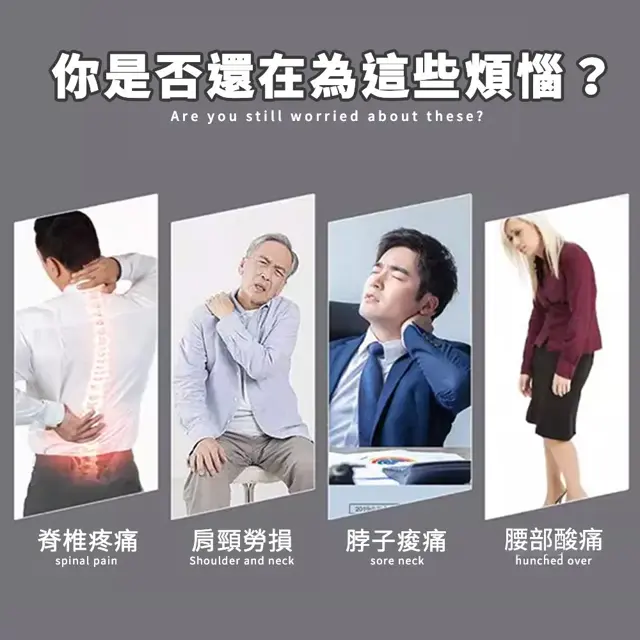 你是否還在為這些煩惱？
Are you still worried about these?
脊椎疼痛
spinal pain
肩頸勞損
Shoulder and neck
脖子痠痛
sore neck
腰部酸痛
hunched over